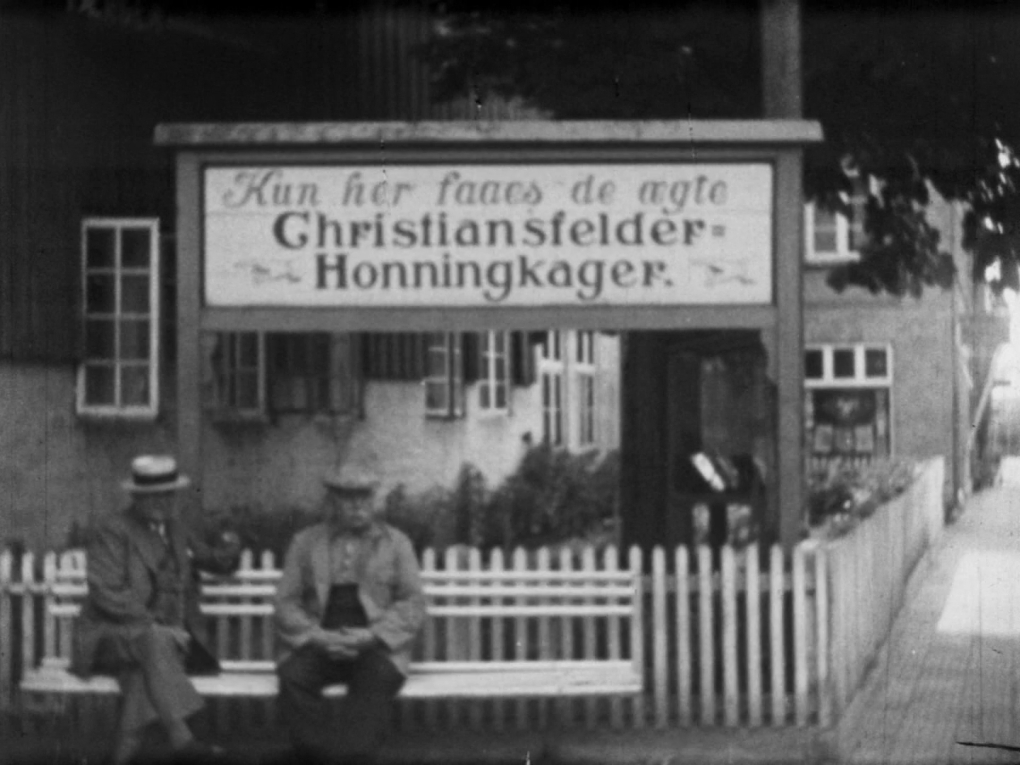 Kun her faaes de ægte
Christiansfelder=
Honningkager.